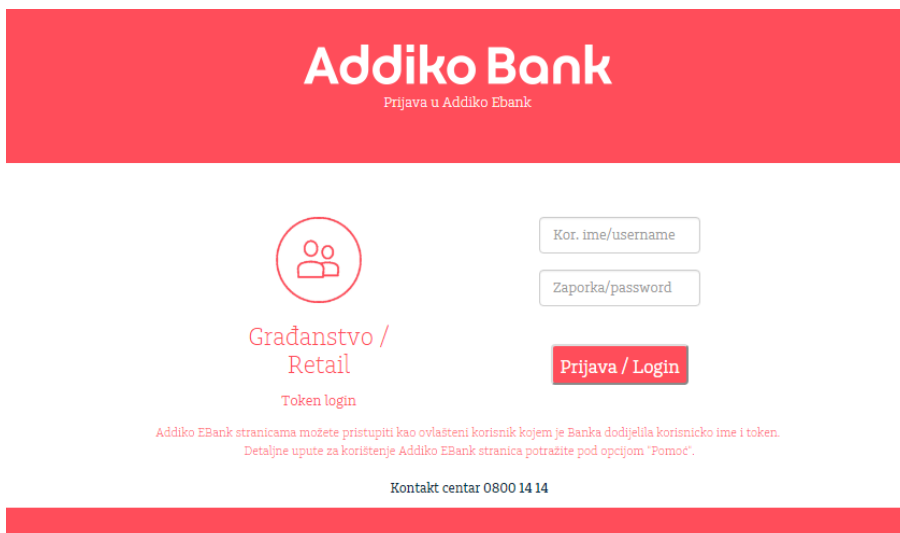 Addiko Bank
Prijava u Addiko Ebank
Kor. ime/username
Zaporka/password
Građanstvo /
Retail
Prijava / Login
Token login
Addiko EBank stranicama možete pristupiti kao ovlašteni korisnik kojem je Banka dodijelila korisnicko ime i token.
Detaljne upute za korištenje Addiko EBank stranica potražite pod opcijom "Pomoć".
Kontakt centar 0800 14 14